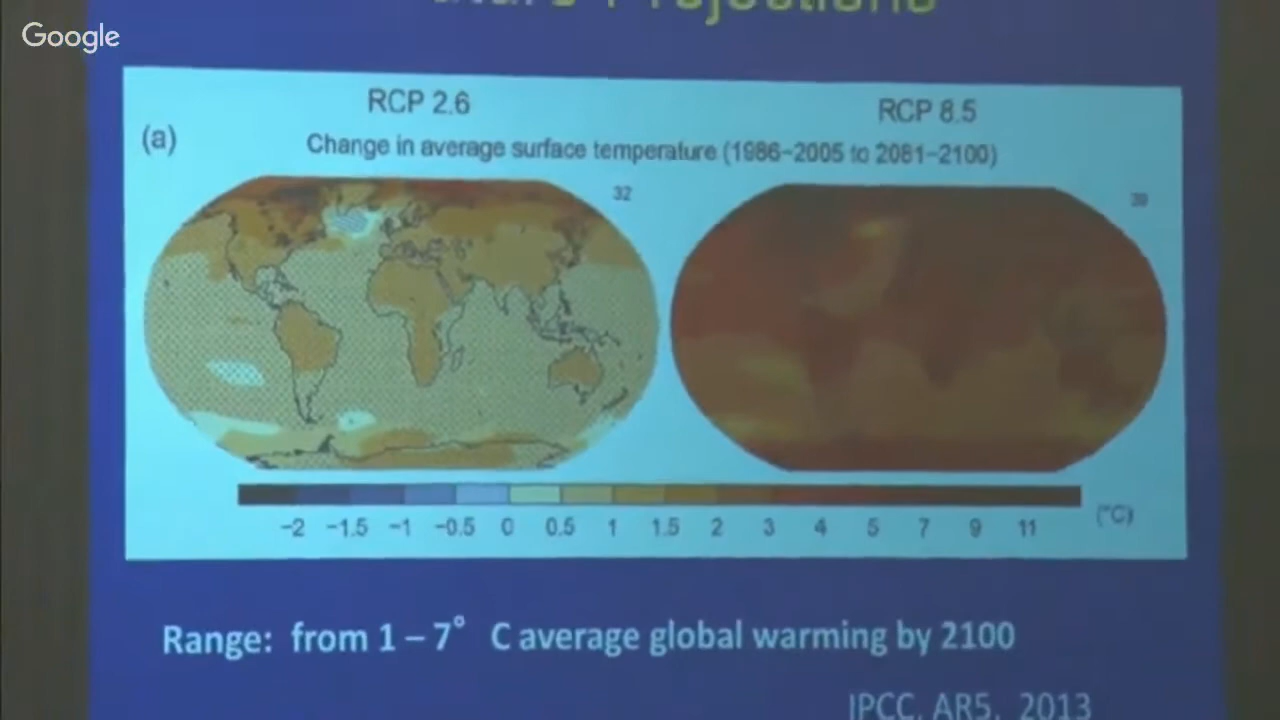 Google
RCP 2.6
RCP 8.5
(a)
Change in average surface temperature (1986−2005 to 2081−2100)
32
39
−2 −1.5 −1 −0.5 0 0.5 1 1.5 2 3 4 5 7 9 11
(°C)
Range: from 1 – 7° C average global warming by 2100
IPCC, AR5, 2013